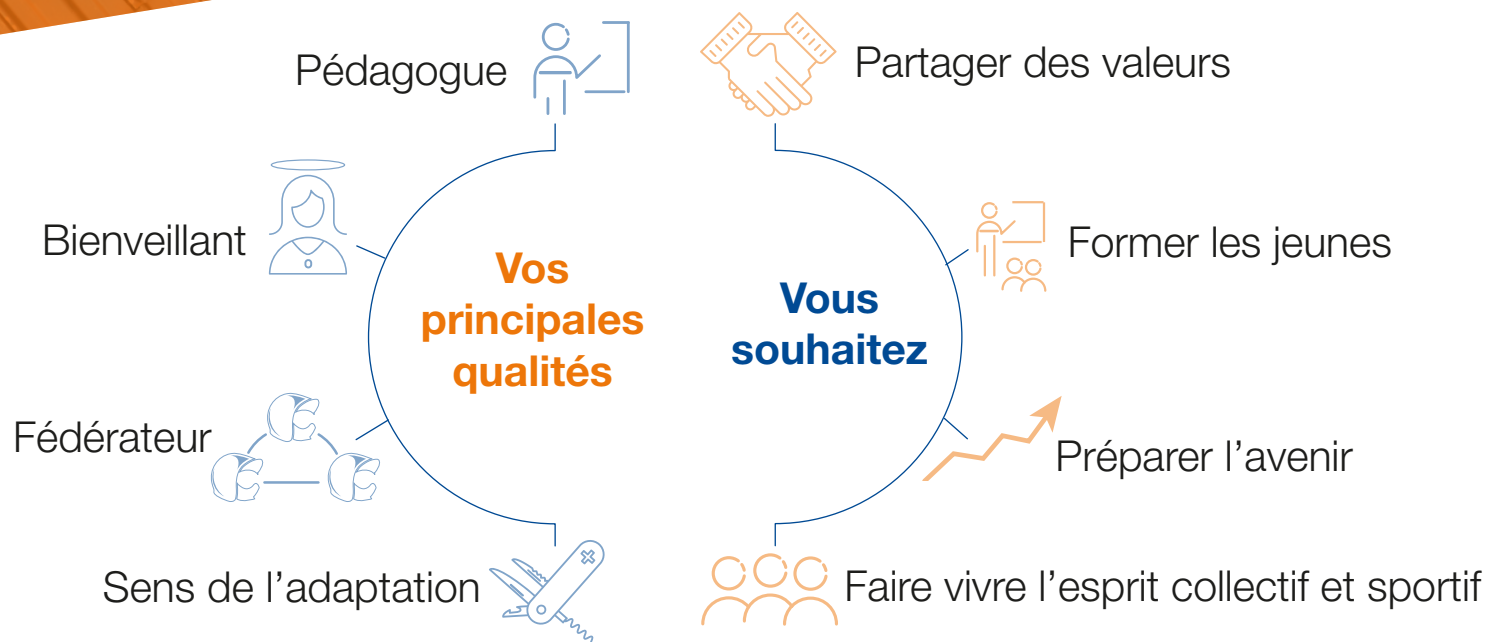 Pédagogue
Bienveillant
Fédérateur
Sens de l’adaptation
Vos
principales
qualités
Vous
souhaitez
Partager des valeurs
Former les jeunes
Préparer l’avenir
Faire vivre l’esprit collectif et sportif